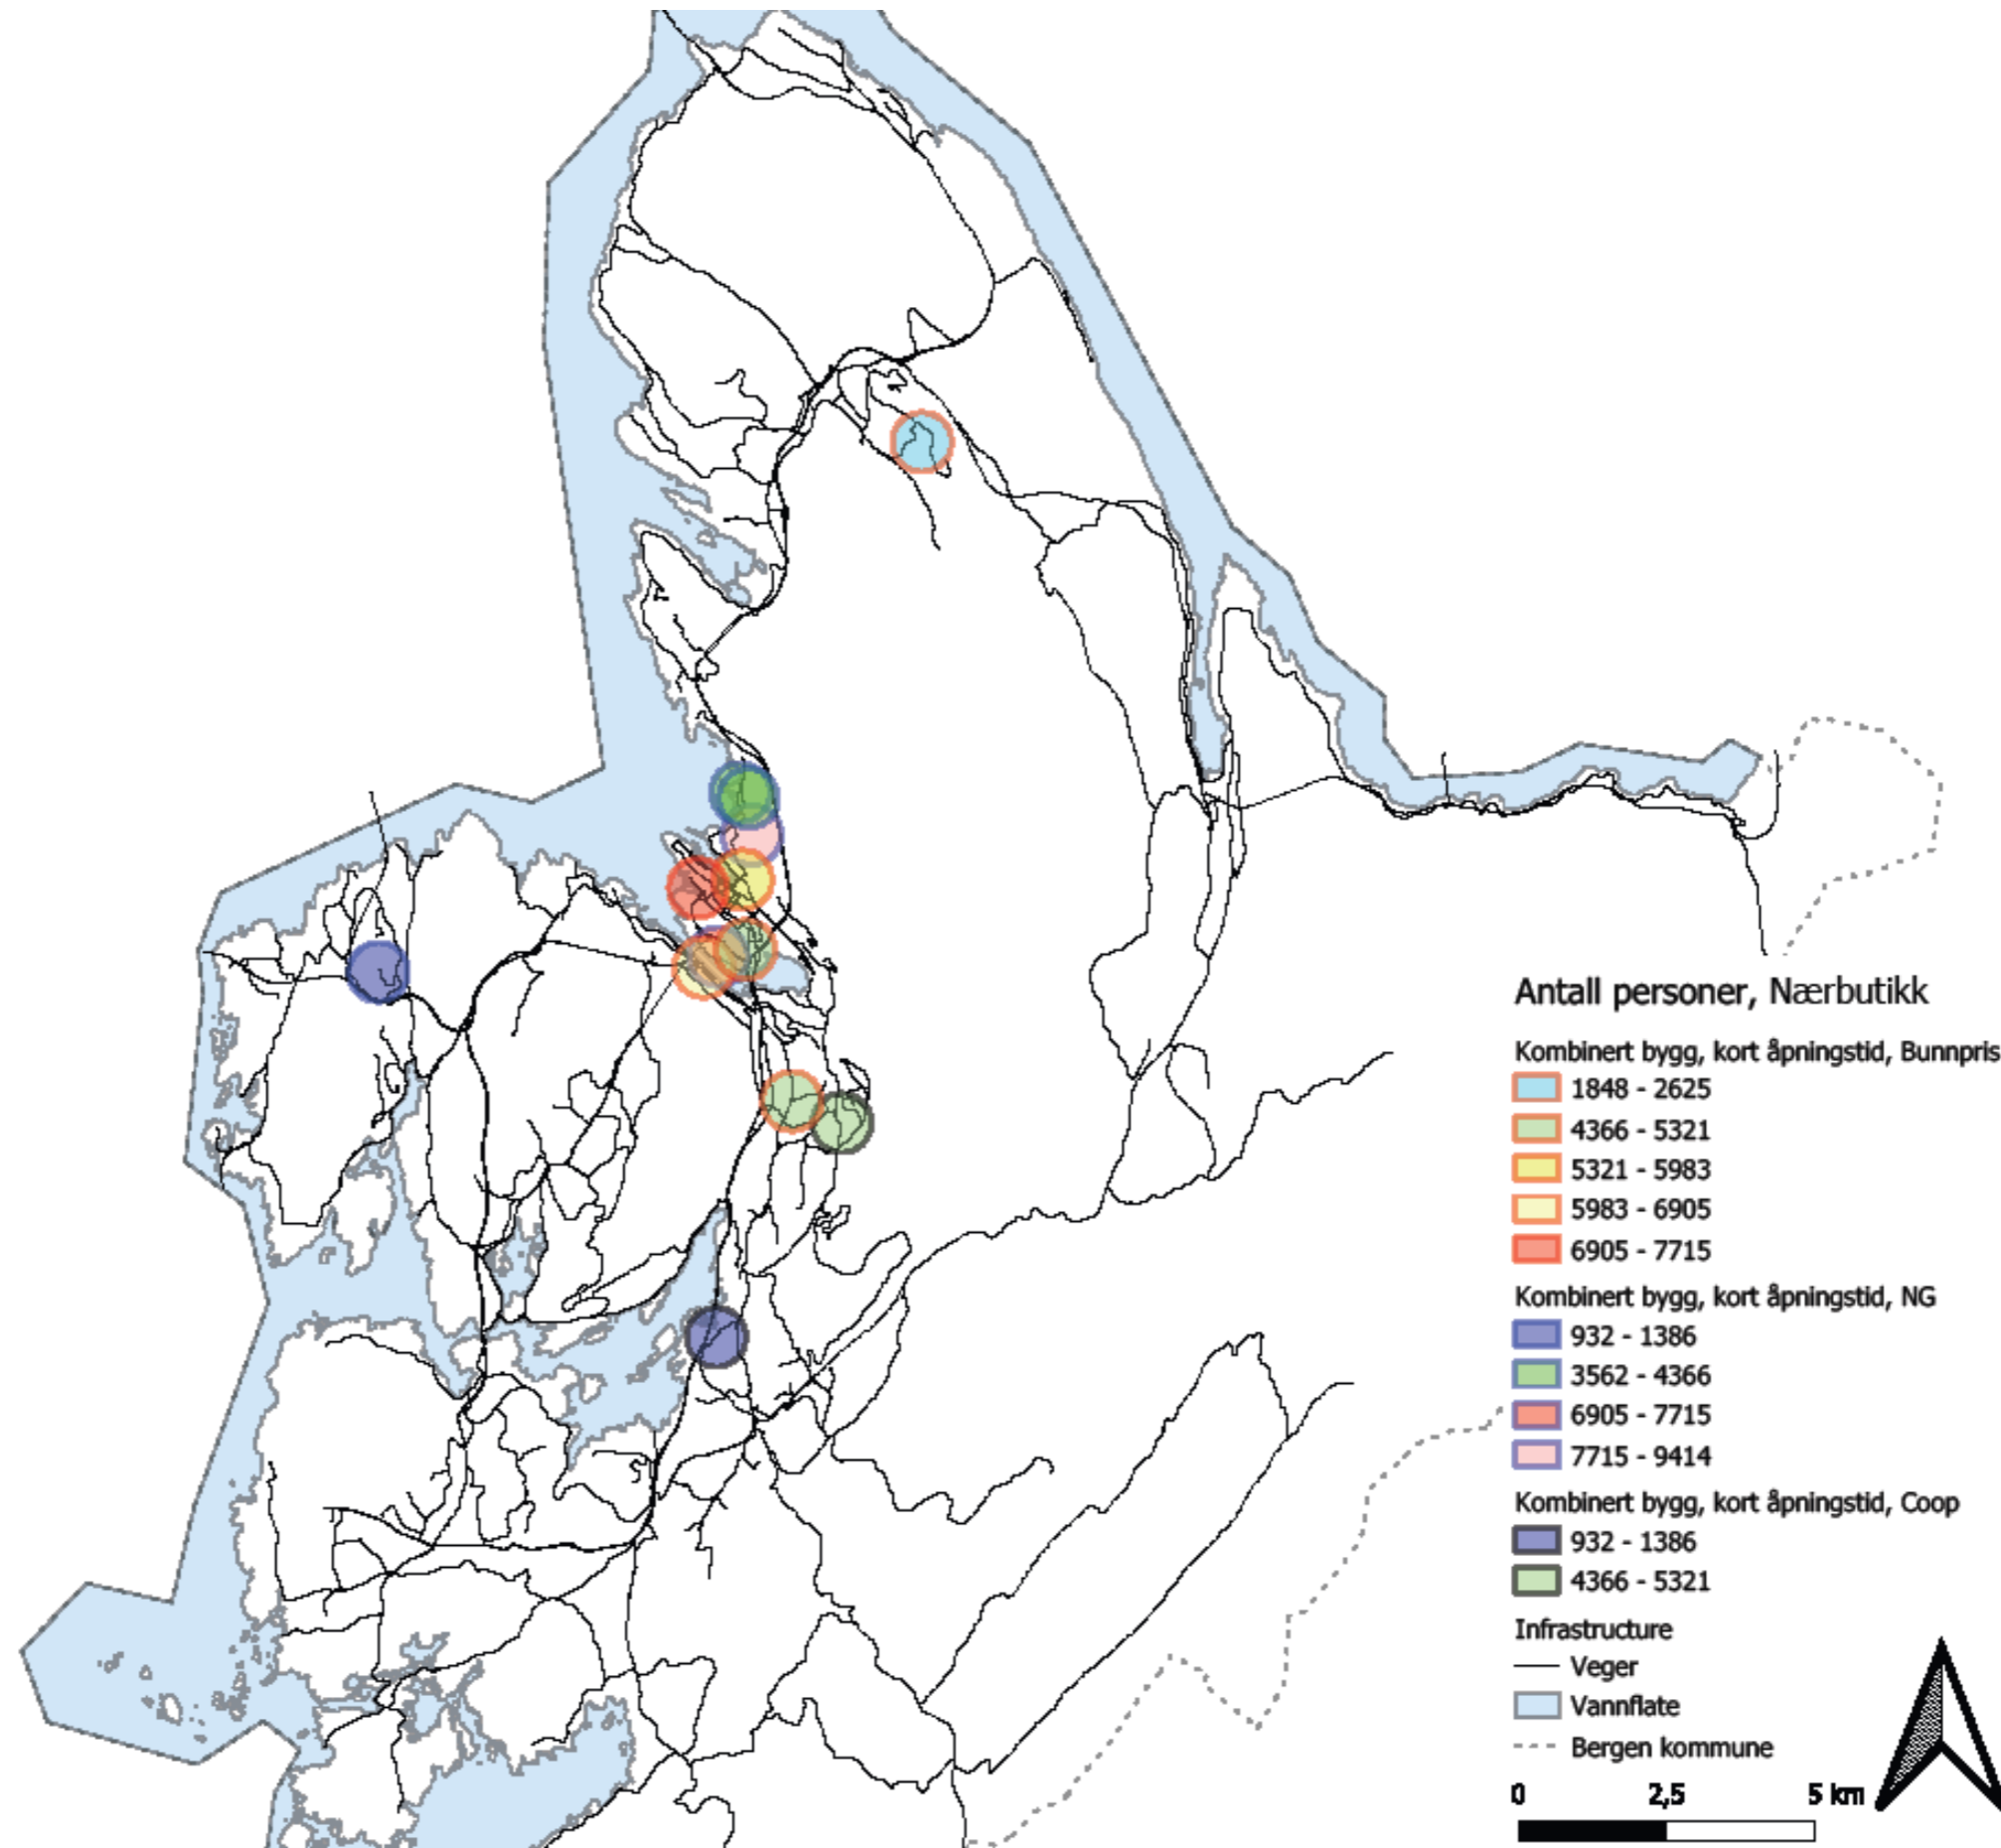 Antall personer, Nærbutikk
Kombinert bygg, kort åpningstid, Bunnpris
1848 - 2625
4366 - 5321
5321 - 5983
5983 - 6905
6905 - 7715
Kombinert bygg, kort åpningstid, NG
932 - 1386
3562 - 4366
6905 - 7715
7715 - 9414
Kombinert bygg, kort åpningstid, Coop
932 - 1386
4366 - 5321
Infrastructure
Veger
Vannflate
Bergen kommune
0 2,5 5 km